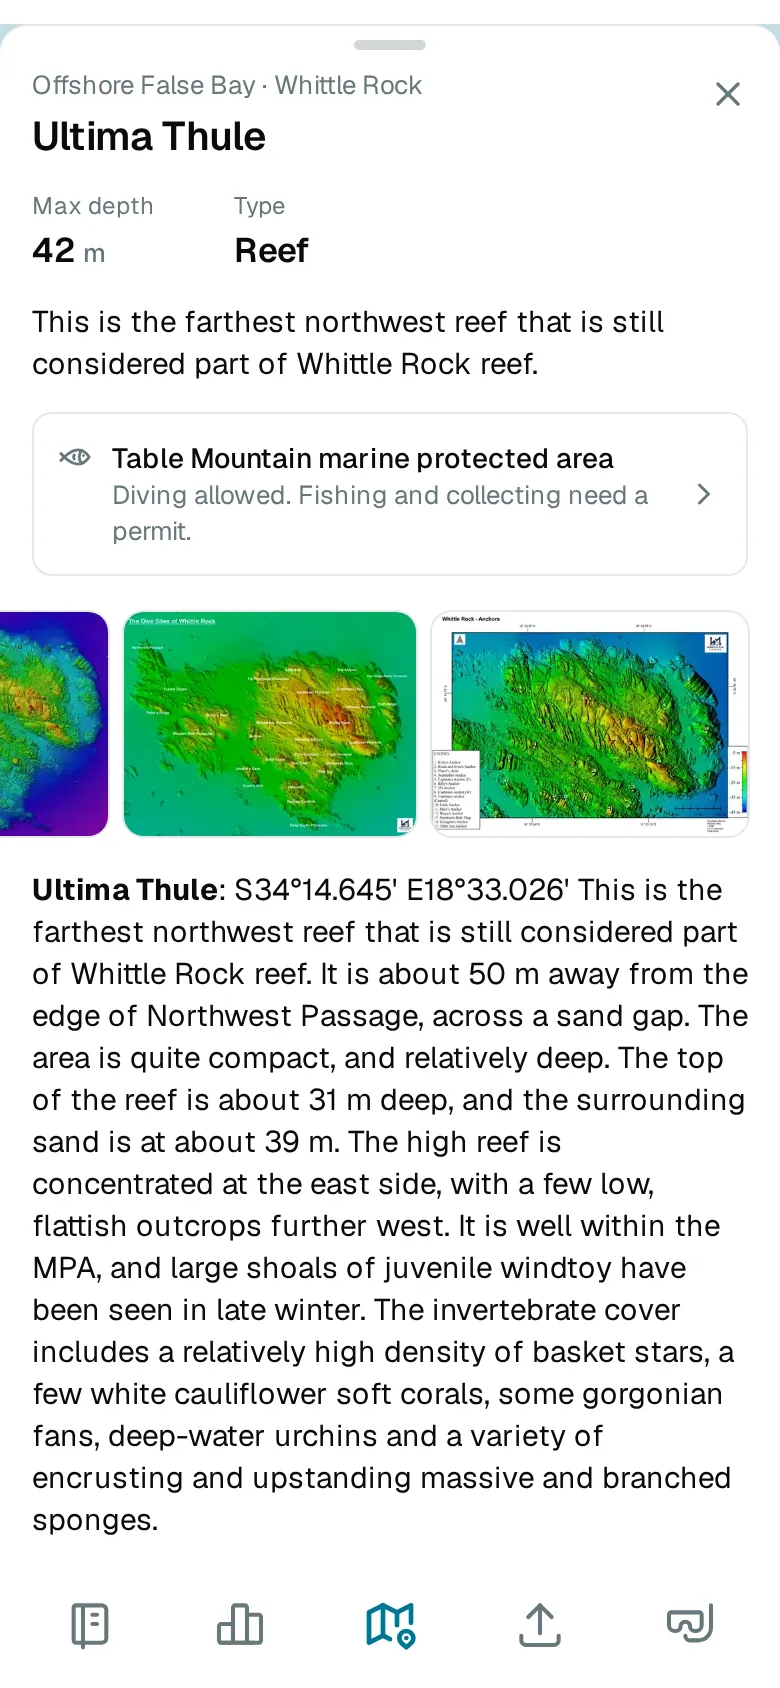 Offshore False Bay · Whittle Rock
Ultima Thule
Max depth
Type
42 m
Reef
This is the farthest northwest reef that is still
considered part of Whittle Rock reef.
Table Mountain marine protected area
Diving allowed. Fishing and collecting need a
permit.
The Dive Sites of Whittle Rock
Whittle Rock - Anchors
Ultima Thule: S34°14.645' E18°33.026' This is the
farthest northwest reef that is still considered part
of Whittle Rock reef. It is about 50 m away from the
edge of Northwest Passage, across a sand gap. The
area is quite compact, and relatively deep. The top
of the reef is about 31 m deep, and the surrounding
sand is at about 39 m. The high reef is
concentrated at the east side, with a few low,
flattish outcrops further west. It is well within the
MPA, and large shoals of juvenile windtoy have
been seen in late winter. The invertebrate cover
includes a relatively high density of basket stars, a
few white cauliflower soft corals, some gorgonian
fans, deep-water urchins and a variety of
encrusting and upstanding massive and branched
sponges.